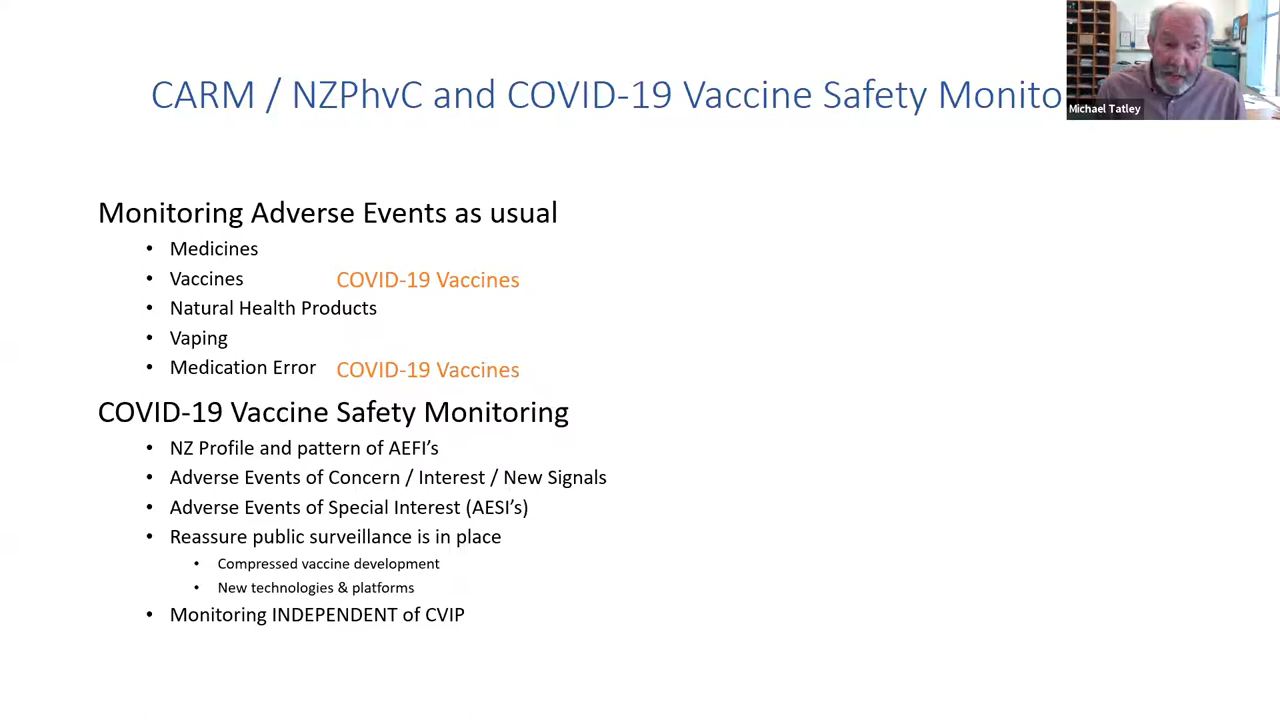 CARM / NZPhvC and COVID-19 Vaccine Safety Monito
Michael Tatley
Monitoring Adverse Events as usual
• Medicines
• Vaccines COVID-19 Vaccines
• Natural Health Products
• Vaping
• Medication Error COVID-19 Vaccines
COVID-19 Vaccine Safety Monitoring
• NZ Profile and pattern of AEFI's
• Adverse Events of Concern / Interest / New Signals
• Adverse Events of Special Interest (AESI's)
• Reassure public surveillance is in place
• Compressed vaccine development
• New technologies & platforms
• Monitoring INDEPENDENT of CVIP